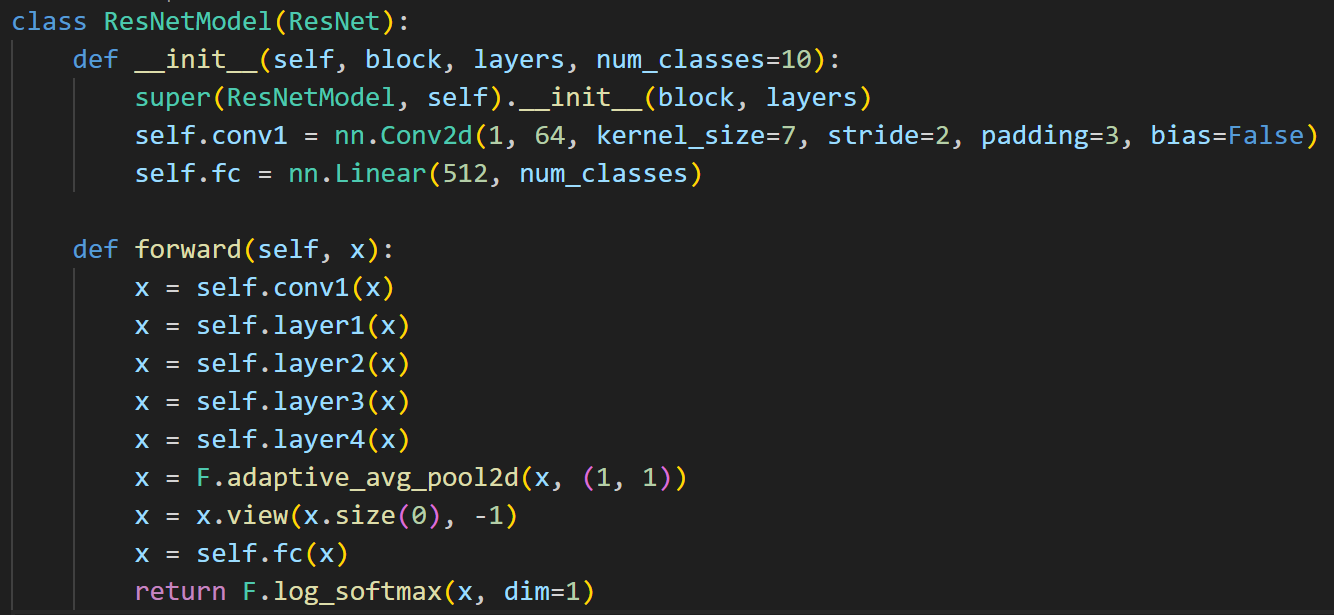 class ResNetModel(ResNet):
    def __init__(self, block, layers, num_classes=10):
        super(ResNetModel, self).__init__(block, layers)
        self.conv1 = nn.Conv2d(1, 64, kernel_size=7, stride=2, padding=3, bias=False)
        self.fc = nn.Linear(512, num_classes)

    def forward(self, x):
        x = self.conv1(x)
        x = self.layer1(x)
        x = self.layer2(x)
        x = self.layer3(x)
        x = self.layer4(x)
        x = F.adaptive_avg_pool2d(x, (1, 1))
        x = x.view(x.size(0), -1)
        x = self.fc(x)
        return F.log_softmax(x, dim=1)